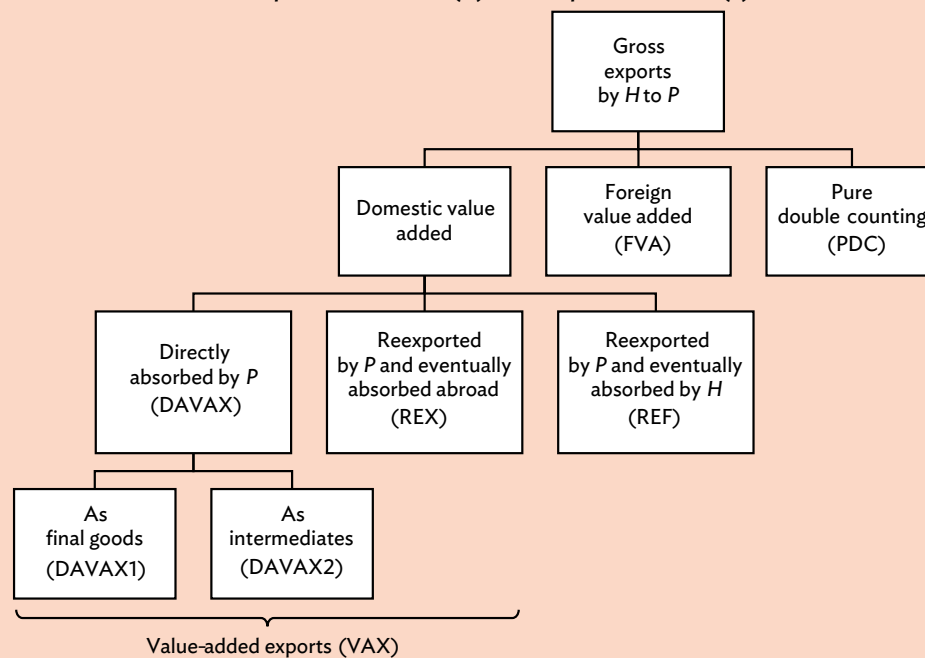 Gross
exports
by H to P
Domestic value
added
Foreign
value added
(FVA)
Pure
double counting
(PDC)
Directly
absorbed by P
(DAVAX)
Reexported
by P and eventually
absorbed abroad
(REX)
Reexported
by P and eventually
absorbed by H
(REF)
As
final goods
(DAVAX1)
As
intermediates
(DAVAX2)
Value-added exports (VAX)